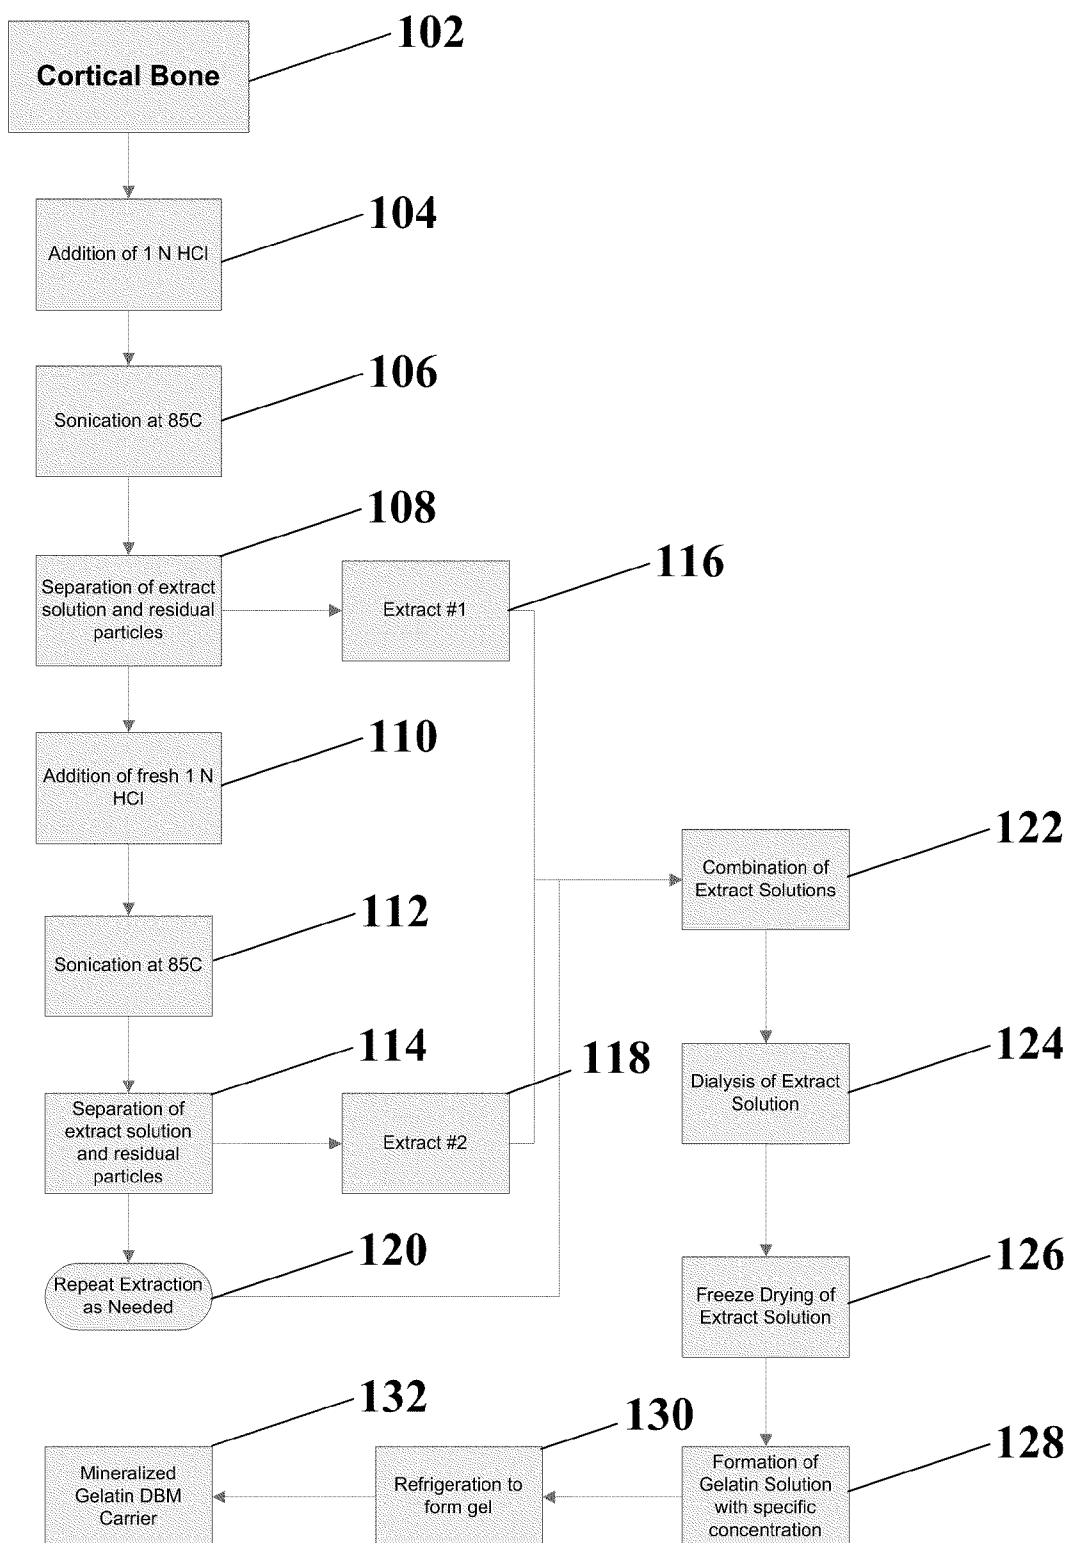 102
Cortical Bone
104
Addition of 1 N HCl
106
Sonication at 85C
108
Separation of extract
solution and residual
particles
116
Extract #1
110
Addition of fresh 1 N
HCl
122
Combination of
Extract Solutions
112
Sonication at 85C
114
Separation of
extract solution
and residual
particles
118
Extract #2
124
Dialysis of Extract
Solution
120
Repeat Extraction
as Needed
126
Freeze Drying of
Extract Solution
132
Mineralized
Gelatin DBM
Carrier
130
Refrigeration to
form gel
128
Formation of
Gelatin Solution
with specific
concentration